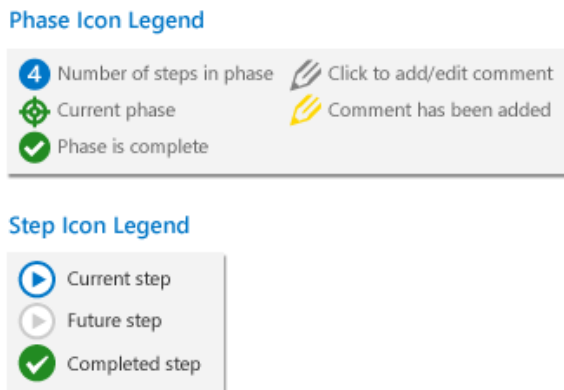 Phase Icon Legend
4 Number of steps in phase Click to add/edit comment
Current phase Comment has been added
Phase is complete
Step Icon Legend
Current step
Future step
Completed step